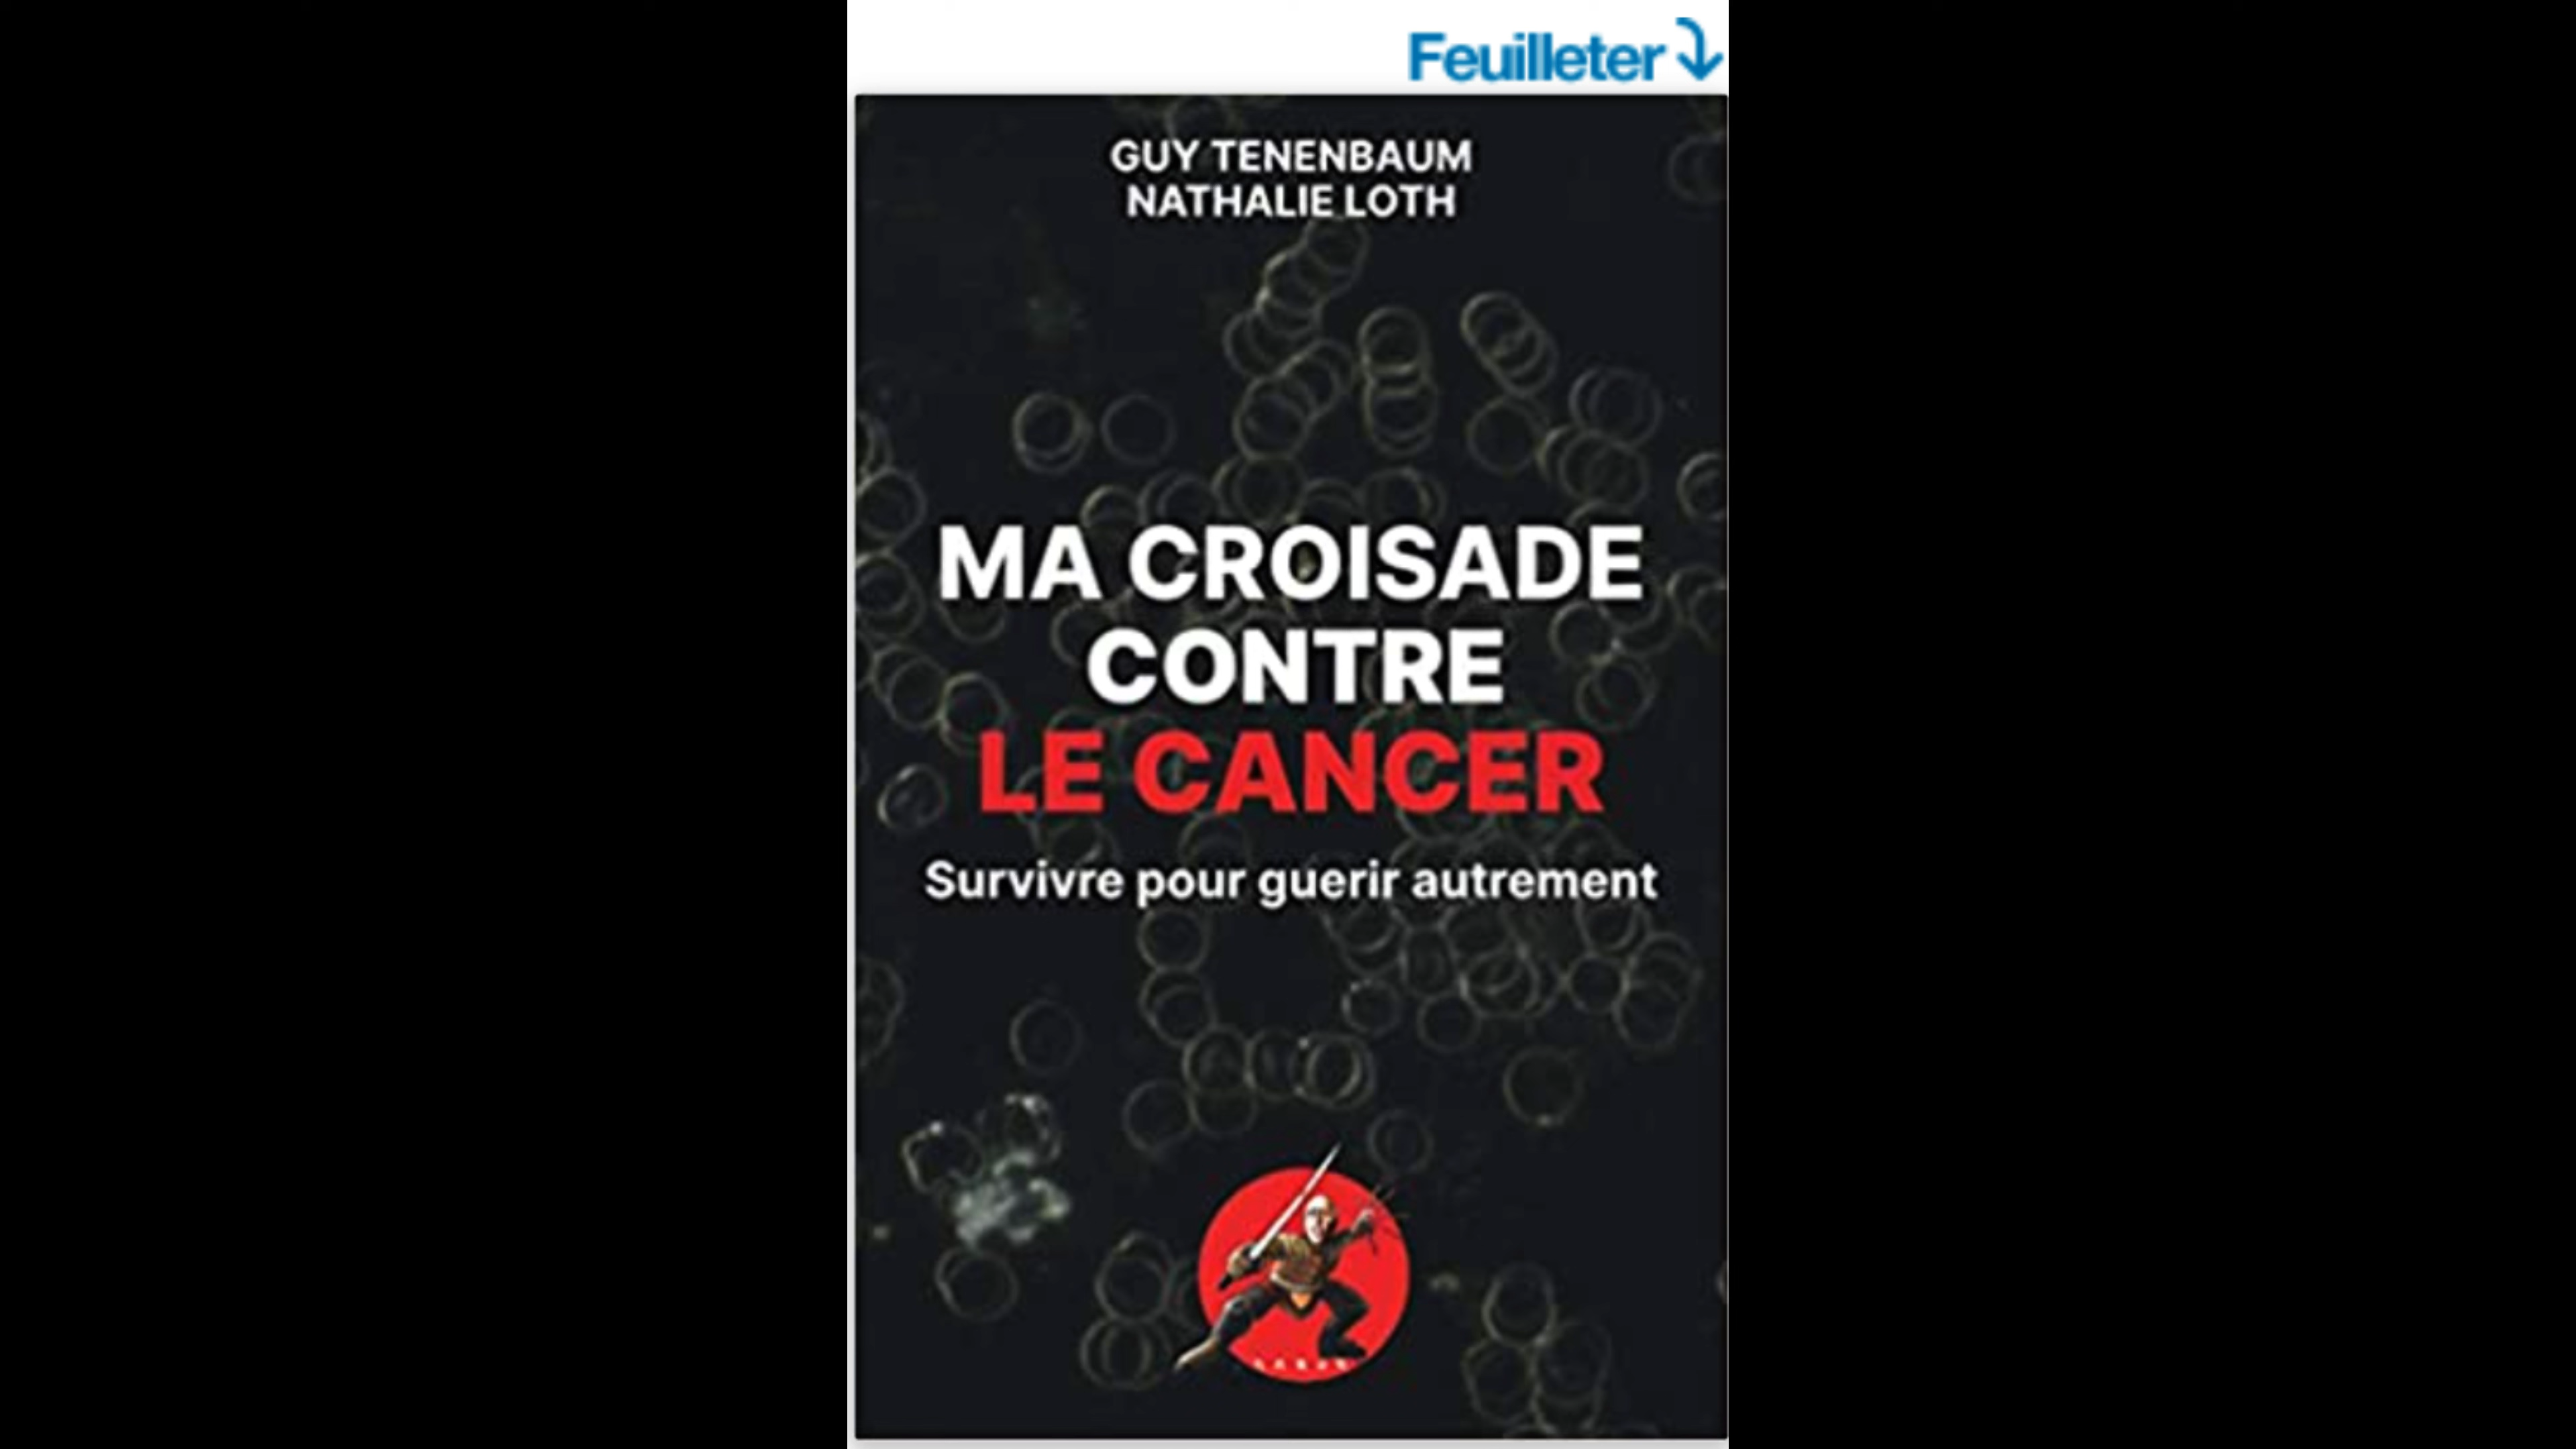 Feuilleter
GUY TENENBAUM
NATHALIE LOTH
MA CROISADE
CONTRE
LE CANCER
Survivre pour guerir autrement